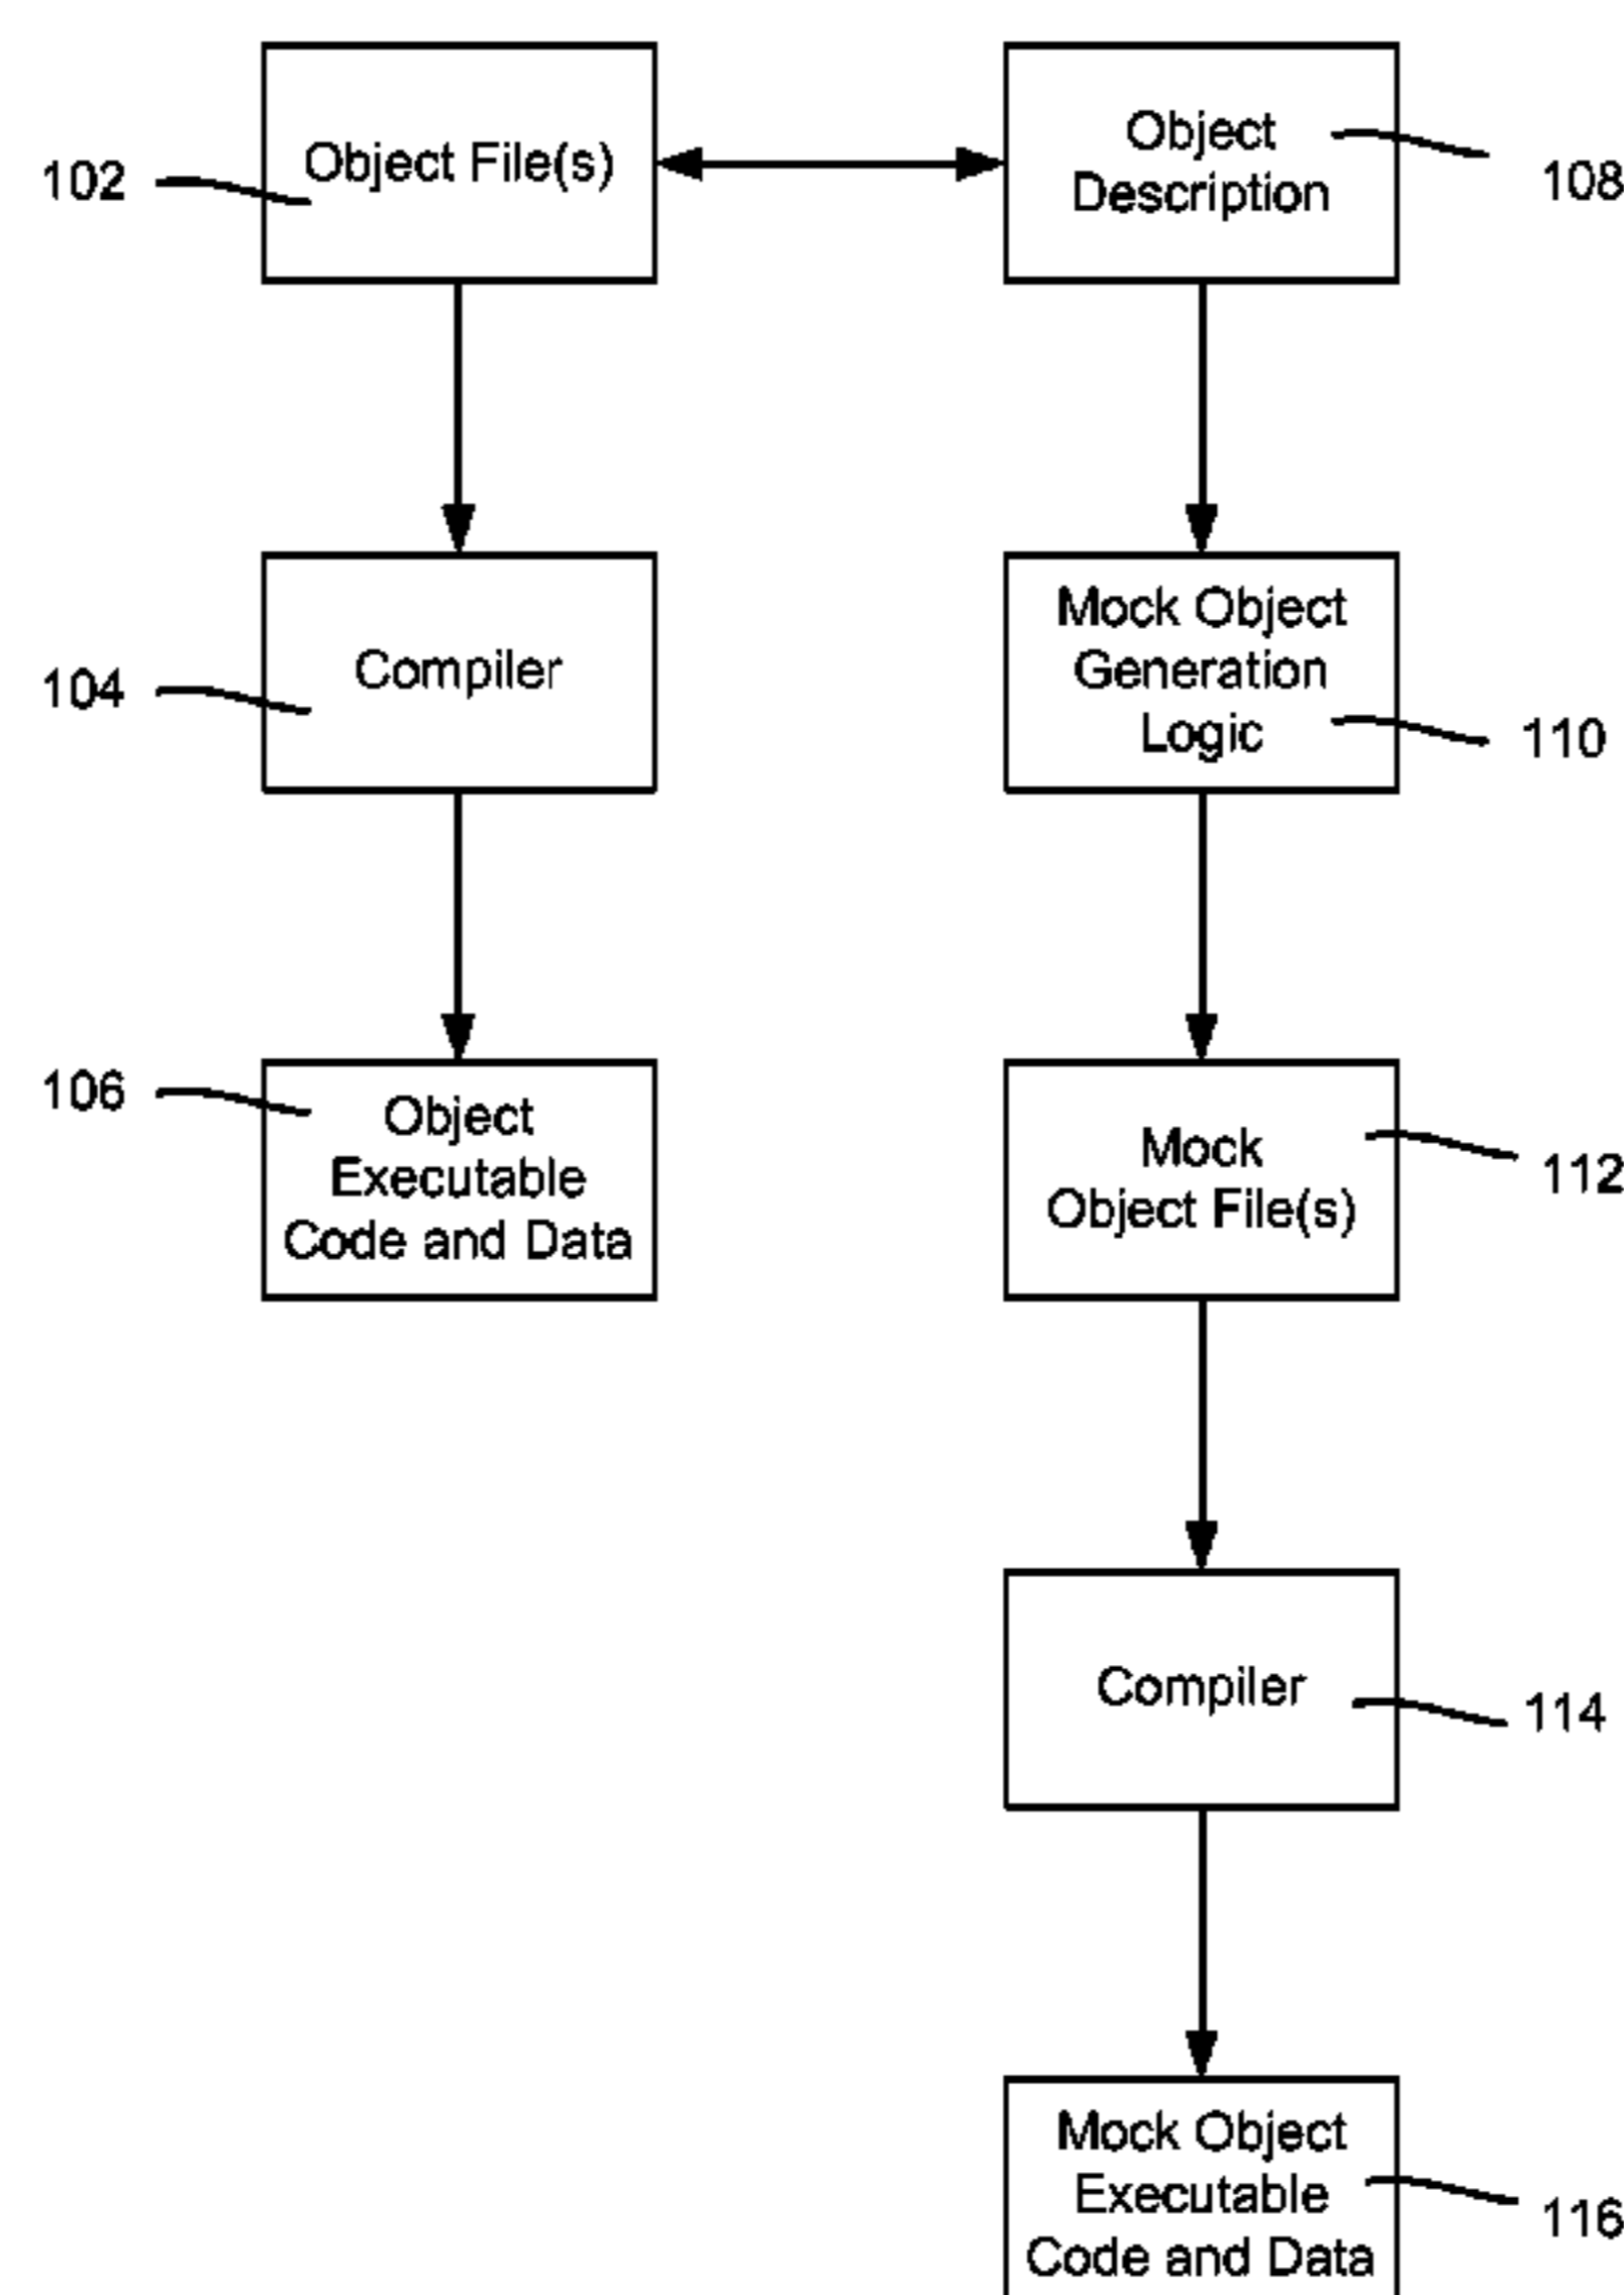 102
Object File(s)
Object
Description
108
104
Compiler
Mock Object
Generation
Logic
110
106
Object
Executable
Code and Data
Mock
Object File(s)
112
Compiler
114
Mock Object
Executable
Code and Data
116